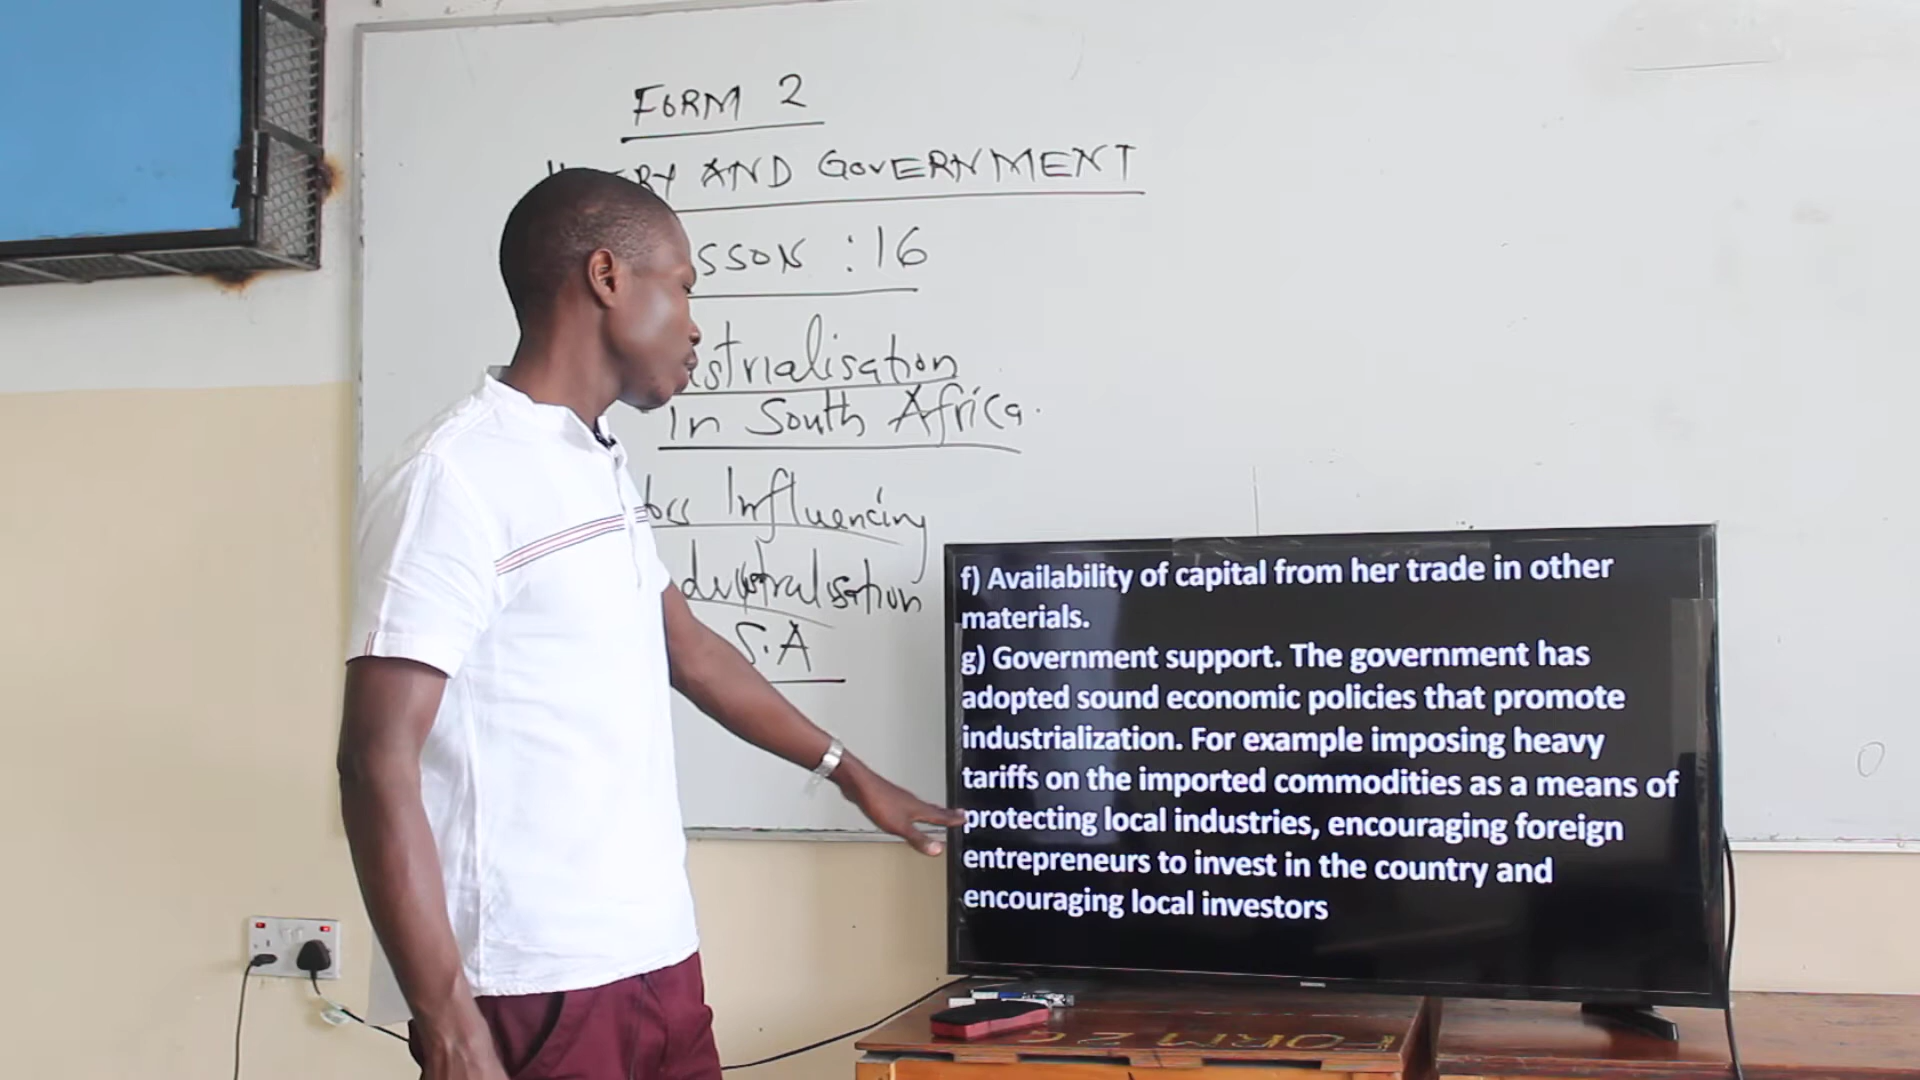 FORM 2
AND GOVERNMENT
: 16
In South Africa.
Influencing
S.A
f) Availability of capital from her trade in other
materials.
g) Government support. The government has
adopted sound economic policies that promote
industrialization. For example imposing heavy
tariffs on the imported commodities as a means of
protecting local industries, encouraging foreign
entrepreneurs to invest in the country and
encouraging local investors
FORM 2G